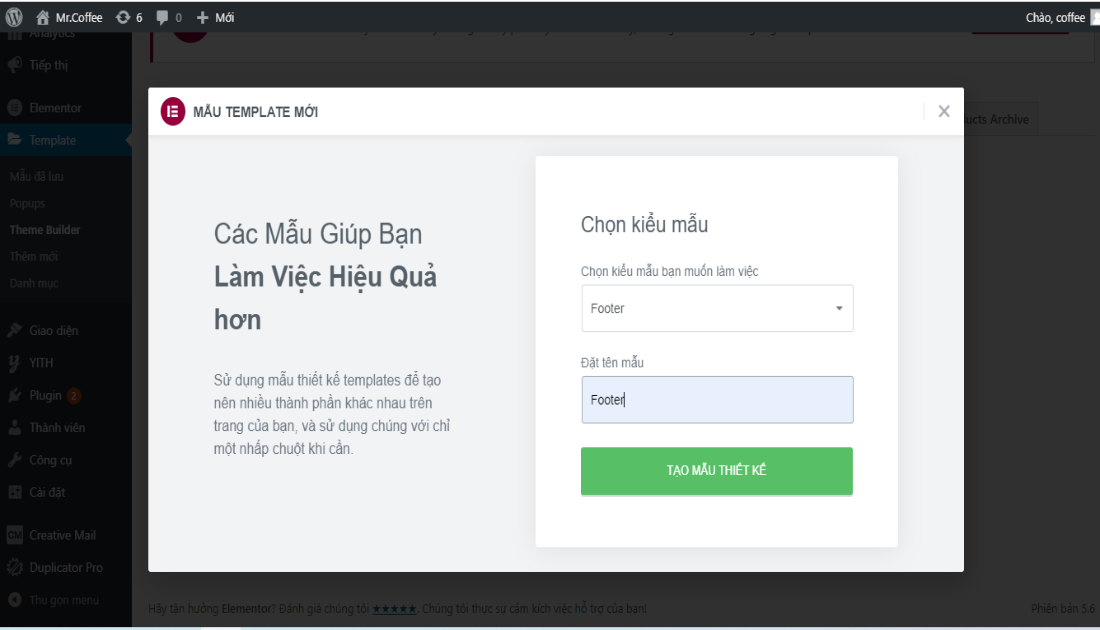 Mr.Coffee 6 0 Mới Chào, coffee
Analytics
Tiếp thị
Elementor
Template
Mẫu đã lưu
Popups
Theme Builder
Thêm mới
Danh mục
Giao diện
YITH
Plugin 2
Thành viên
Công cụ
Cài đặt
CM Creative Mail
Duplicator Pro
Thu gọn menu
MẪU TEMPLATE MỚI
ucts Archive
Các Mẫu Giúp Bạn
Làm Việc Hiệu Quả
hơn
Sử dụng mẫu thiết kế templates để tạo
nên nhiều thành phần khác nhau trên
trang của bạn, và sử dụng chúng với chỉ
một nhấp chuột khi cần.
Chọn kiểu mẫu
Chọn kiểu mẫu bạn muốn làm việc
Footer
Đặt tên mẫu
Footer
TẠO MẪU THIẾT KẾ
Hãy tận hưởng Elementor? Đánh giá chúng tôi ★★★★★. Chúng tôi thực sự cảm kích việc hỗ trợ của bạn!
Phiên bản 5.6